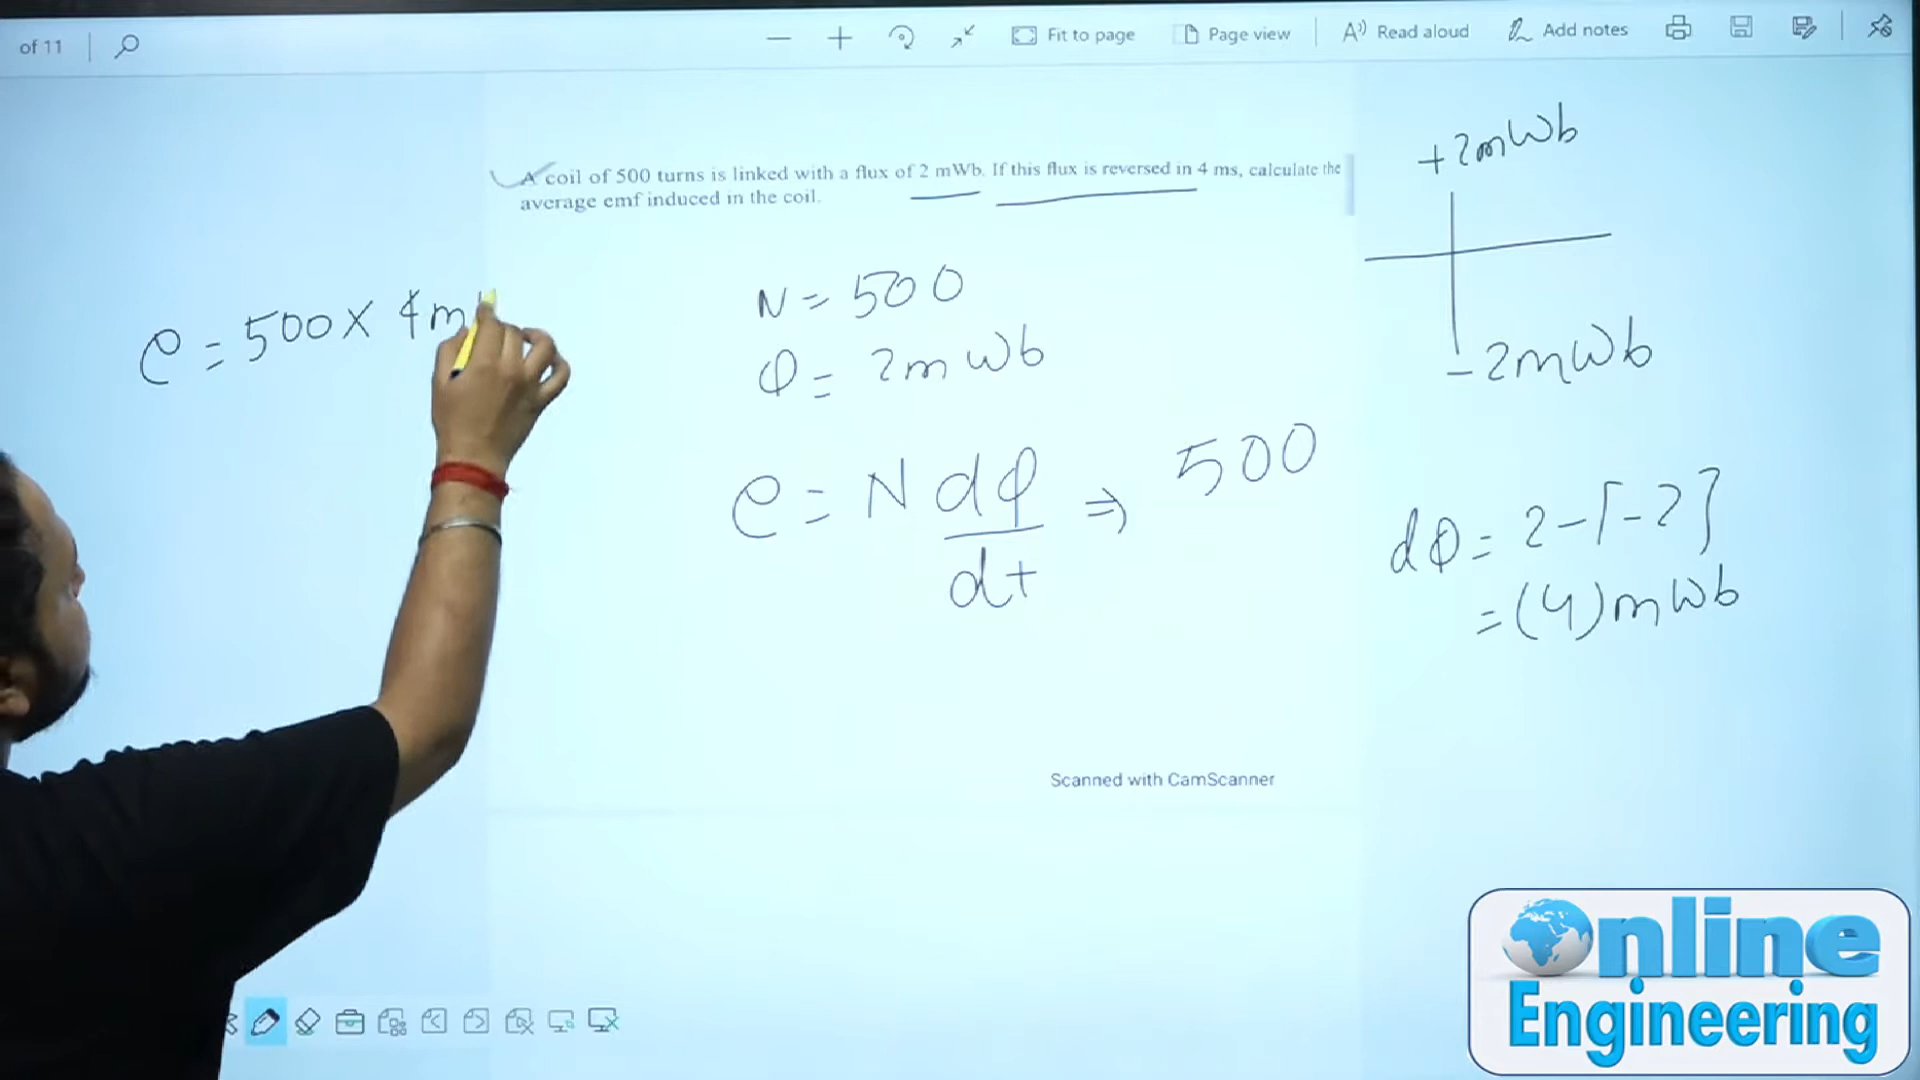 of 11
Fit to page
Page view
Read aloud
Add notes
A coil of 500 turns is linked with a flux of 2 mWb. If this flux is reversed in 4 ms, calculate the
average emf induced in the coil.
+2mWb
-2mWb
e = 500 × 4m
N = 500
φ = 2mWb
e = N dφ/dt ⇒ 500
dφ = 2-[-2]
= (4) mWb
Scanned with CamScanner
Online
Engineering